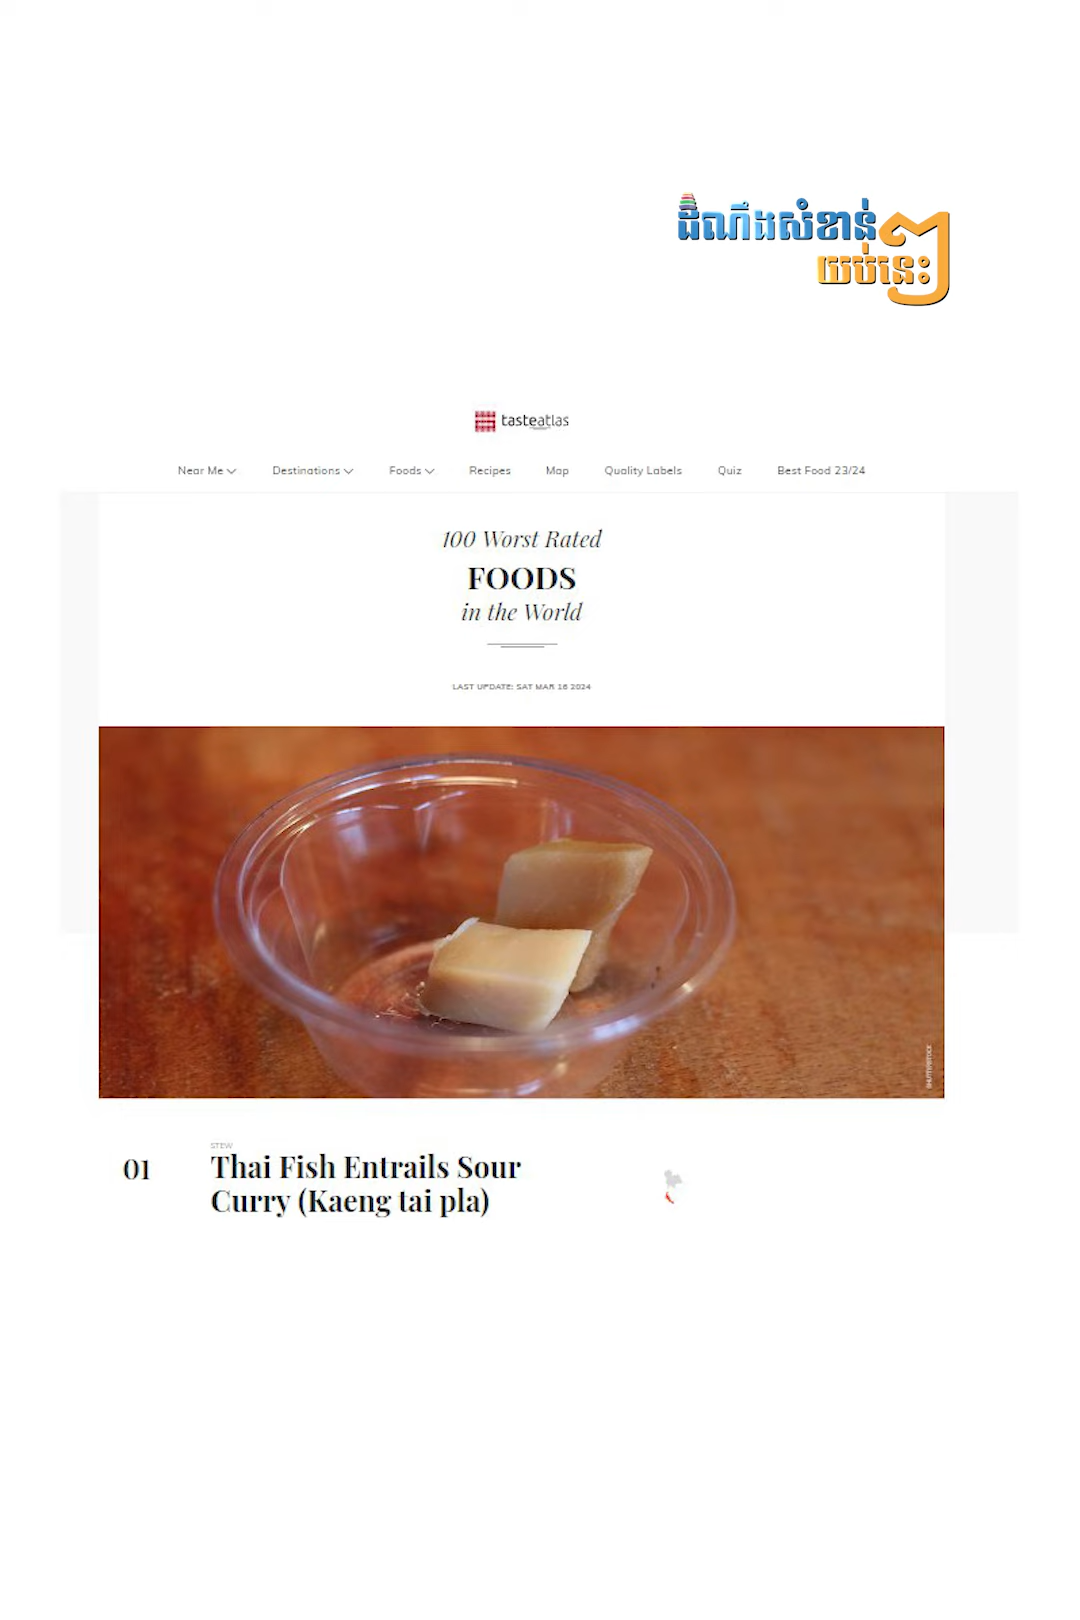 ដំណឹងសំខាន់ៗ
យប់នេះ
tasteatlas
Near Me Destinations Foods Recipes Map Quality Labels Quiz Best Food 23/24
100 Worst Rated
FOODS
in the World
LAST UPDATE: SAT MAR 16 2024
SHUTTERSTOCK
STEW
01 Thai Fish Entrails Sour
Curry (Kaeng tai pla)